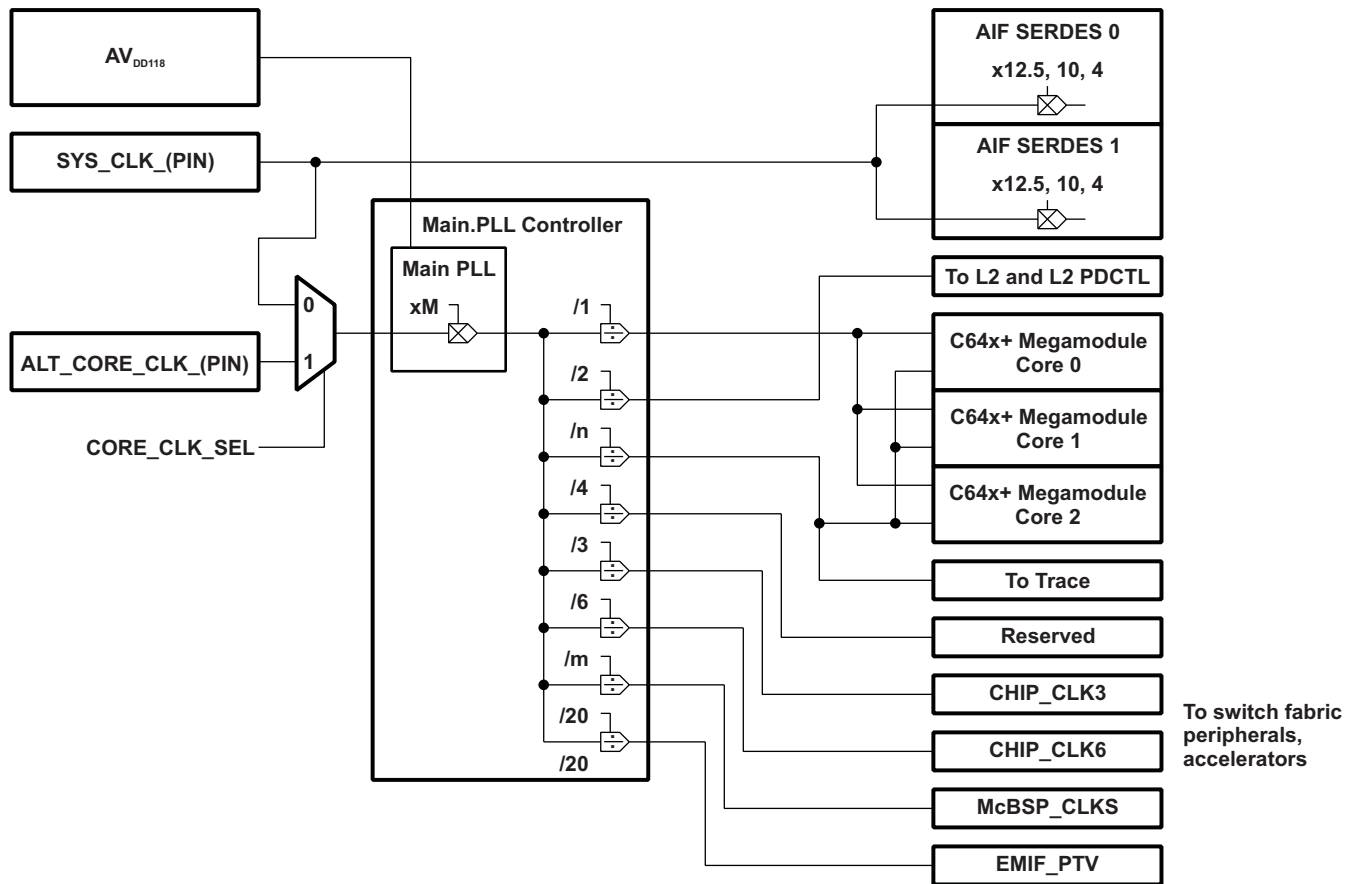 AVDD118
SYS_CLK_(PIN)
ALT_CORE_CLK_(PIN)
CORE_CLK_SEL
0
1
Main.PLL Controller
Main PLL
xM
/1
/2
/n
/4
/3
/6
/m
/20
/20
AIF SERDES 0
x12.5, 10, 4
AIF SERDES 1
x12.5, 10, 4
To L2 and L2 PDCTL
C64x+ Megamodule
Core 0
C64x+ Megamodule
Core 1
C64x+ Megamodule
Core 2
To Trace
Reserved
CHIP_CLK3
CHIP_CLK6
McBSP_CLKS
EMIF_PTV
To switch fabric
peripherals,
accelerators